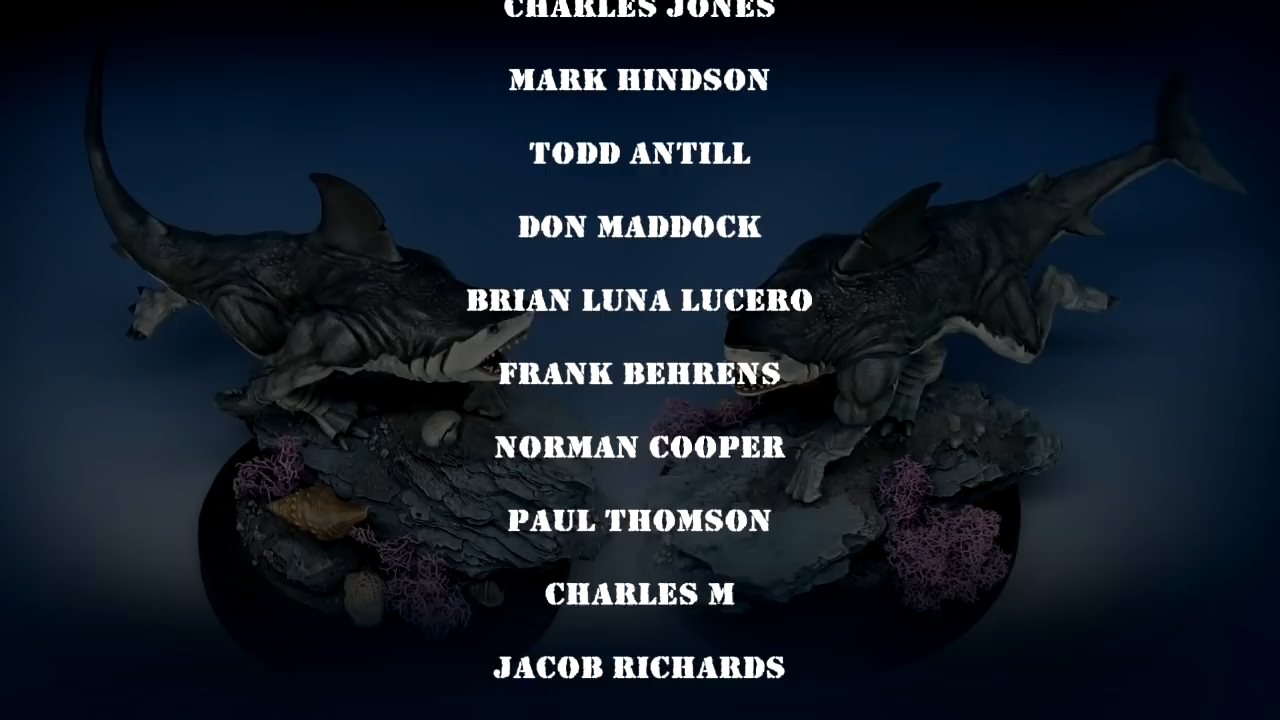 CHARLES JONES
MARK HINDSON
TODD ANTILL
DON MADDOCK
BRIAN LUNA LUCERO
FRANK BEHRENS
NORMAN COOPER
PAUL THOMSON
CHARLES M
JACOB RICHARDS